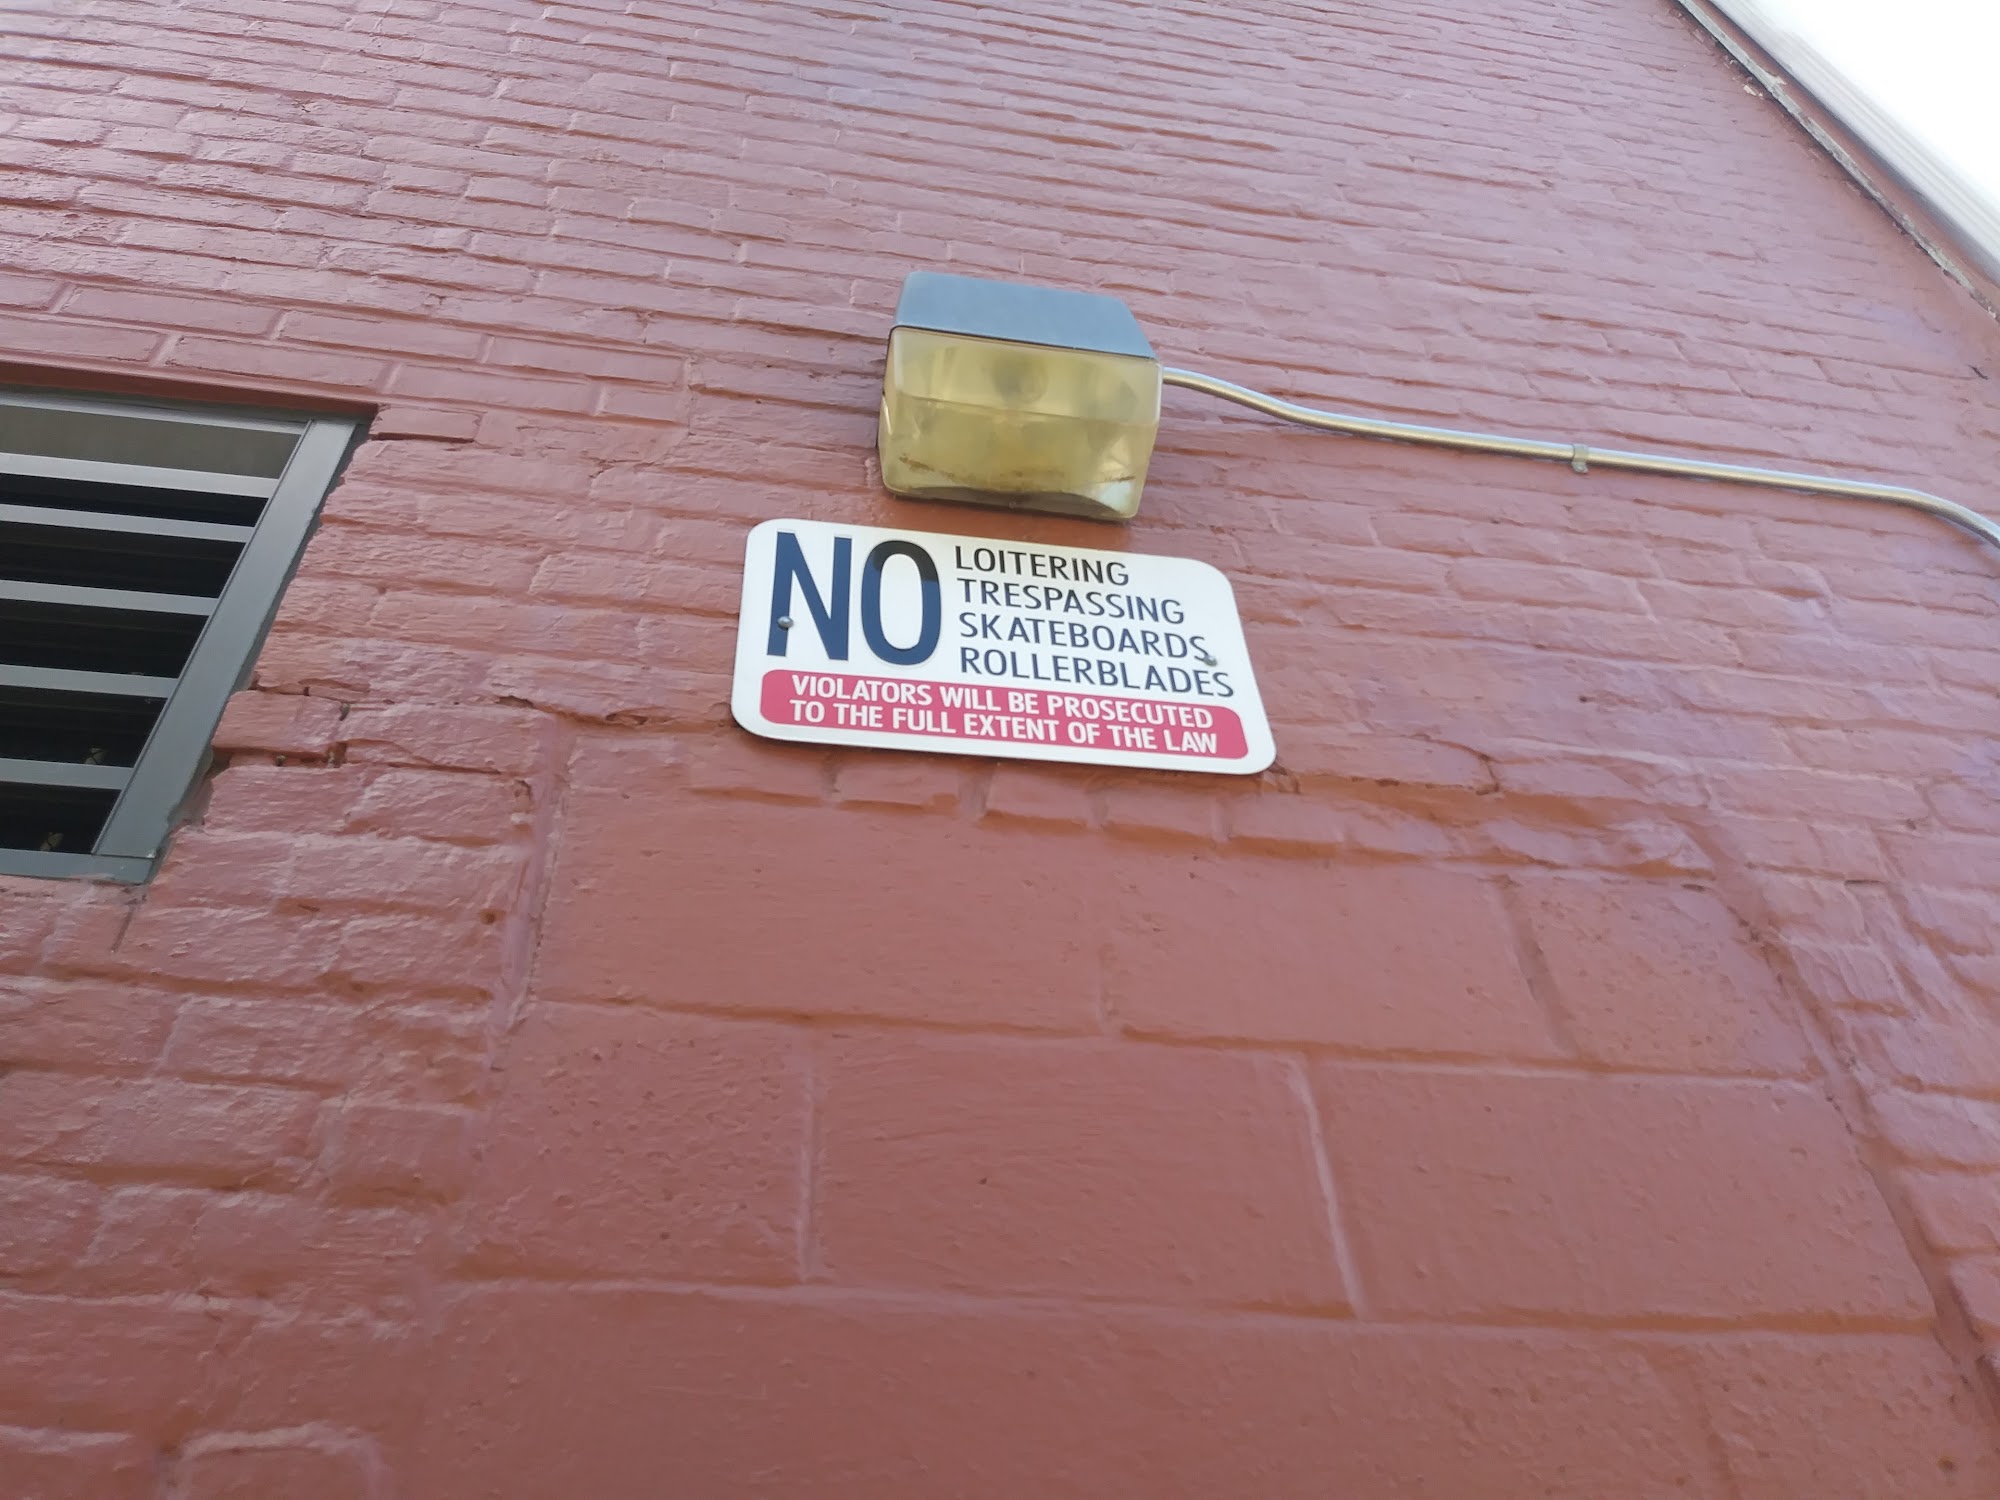 NO
LOITERING
TRESPASSING
SKATEBOARDS
ROLLERBLADES
VIOLATORS WILL BE PROSECUTED
TO THE FULL EXTENT OF THE LAW